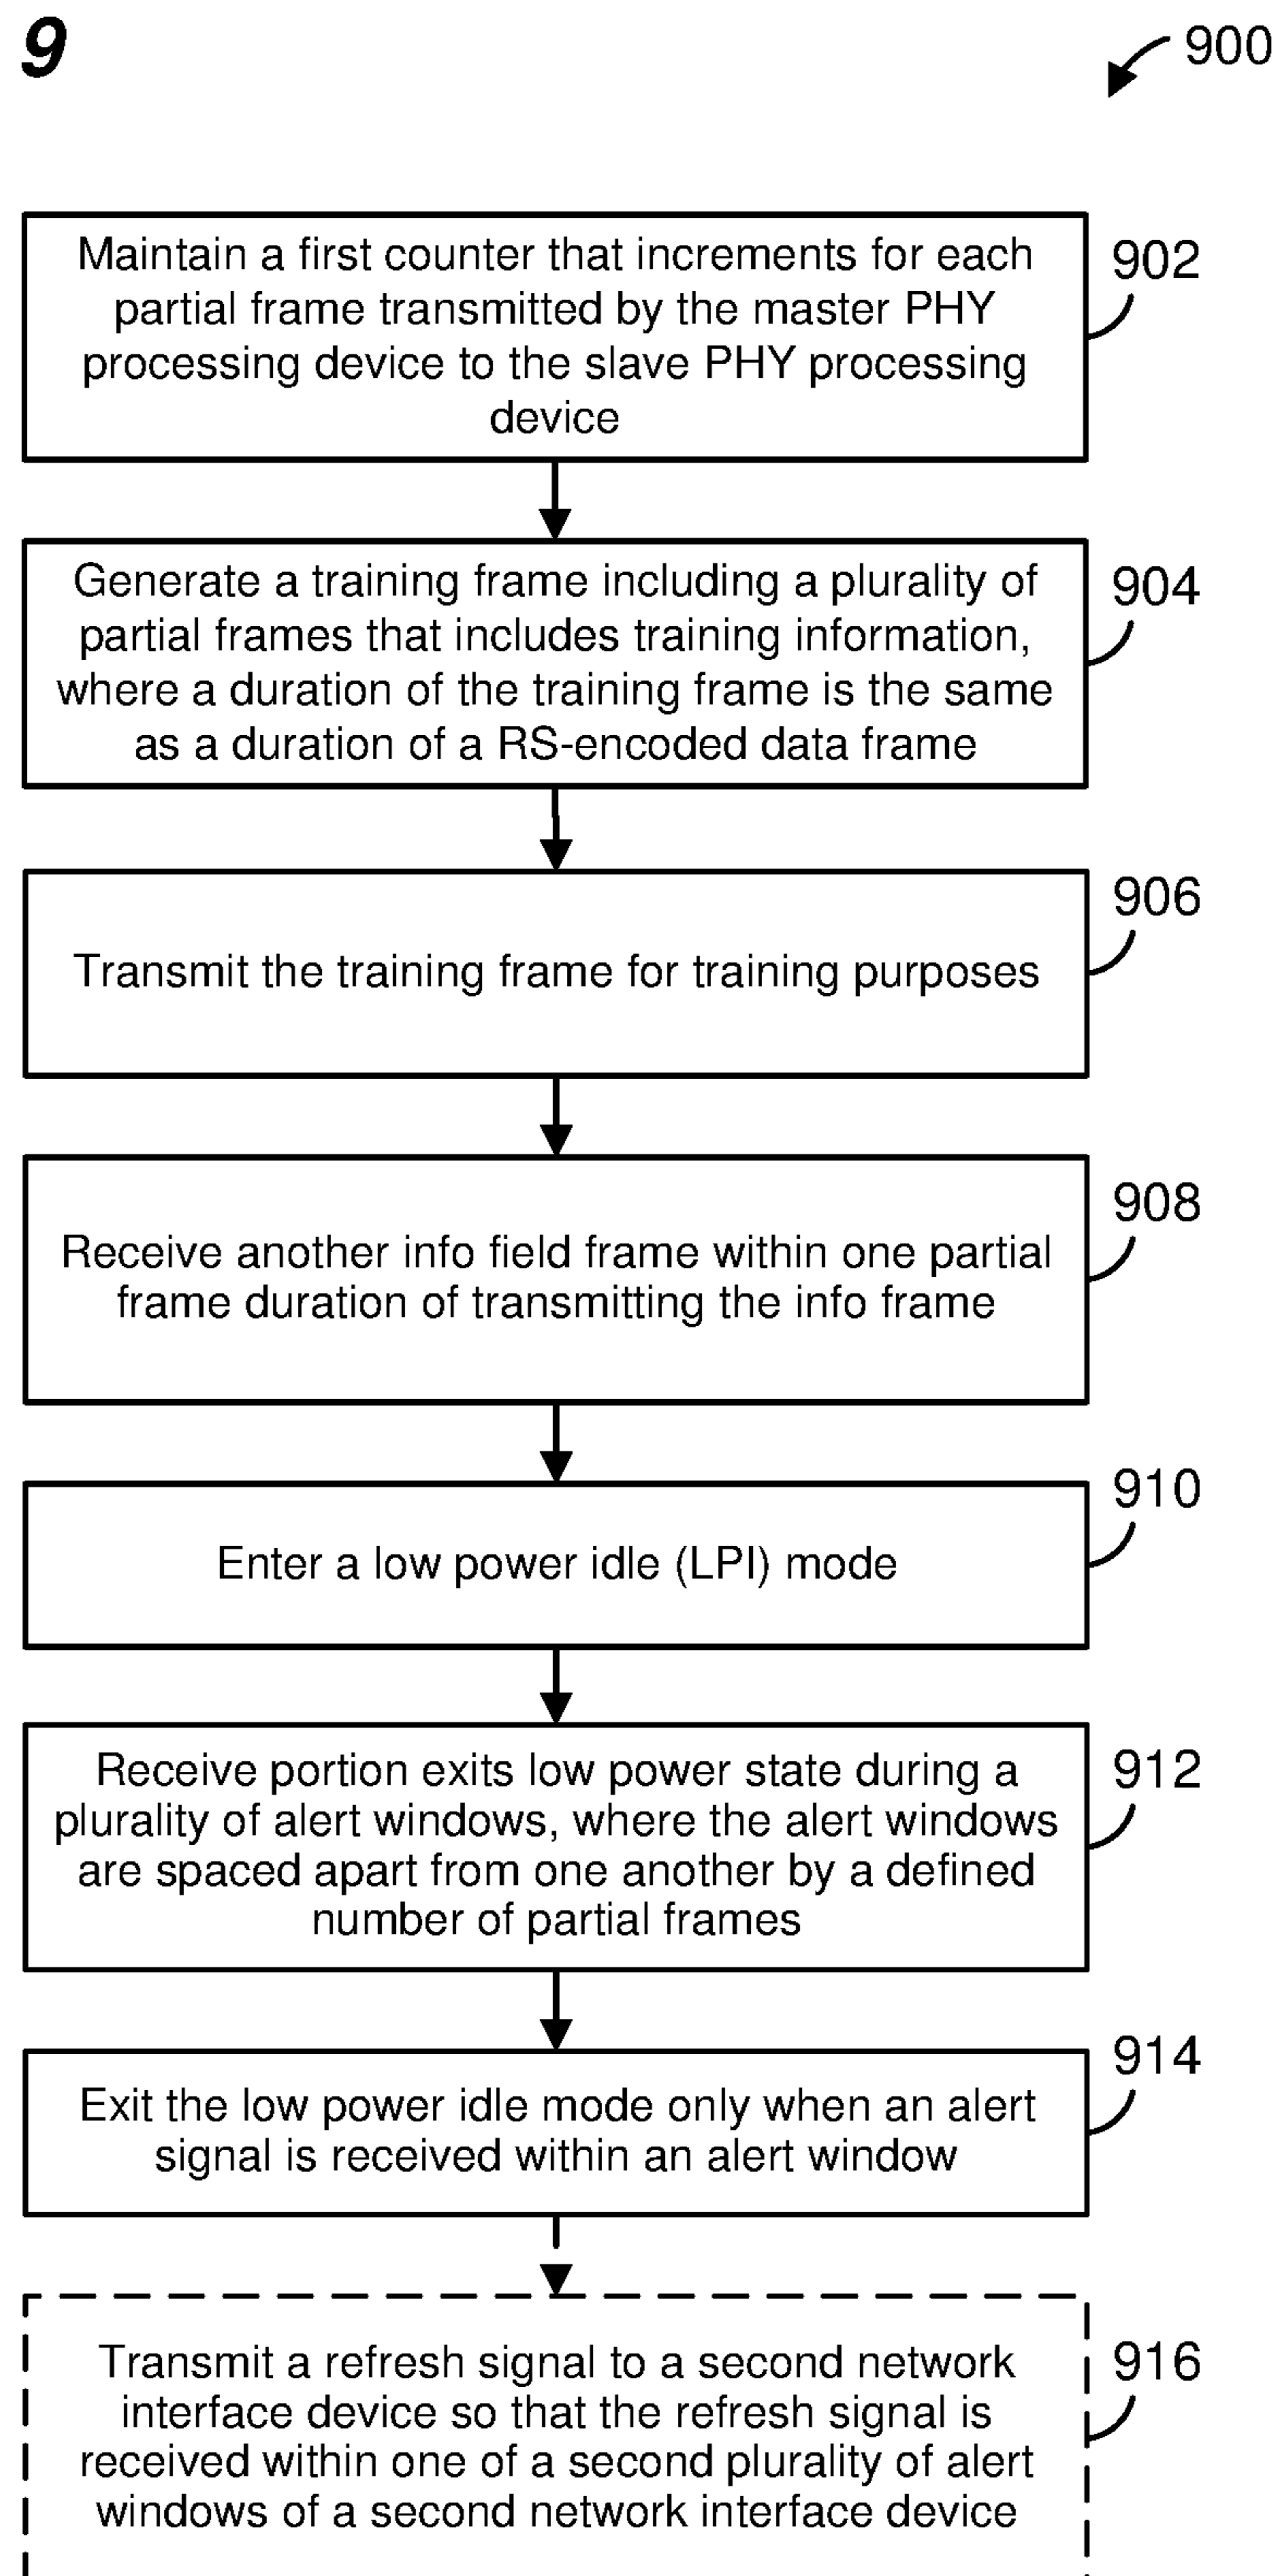 9
900
Maintain a first counter that increments for each
partial frame transmitted by the master PHY
processing device to the slave PHY processing
device
902
Generate a training frame including a plurality of
partial frames that includes training information,
where a duration of the training frame is the same
as a duration of a RS-encoded data frame
904
Transmit the training frame for training purposes
906
Receive another info field frame within one partial
frame duration of transmitting the info frame
908
Enter a low power idle (LPI) mode
910
Receive portion exits low power state during a
plurality of alert windows, where the alert windows
are spaced apart from one another by a defined
number of partial frames
912
Exit the low power idle mode only when an alert
signal is received within an alert window
914
Transmit a refresh signal to a second network
interface device so that the refresh signal is
received within one of a second plurality of alert
windows of a second network interface device
916